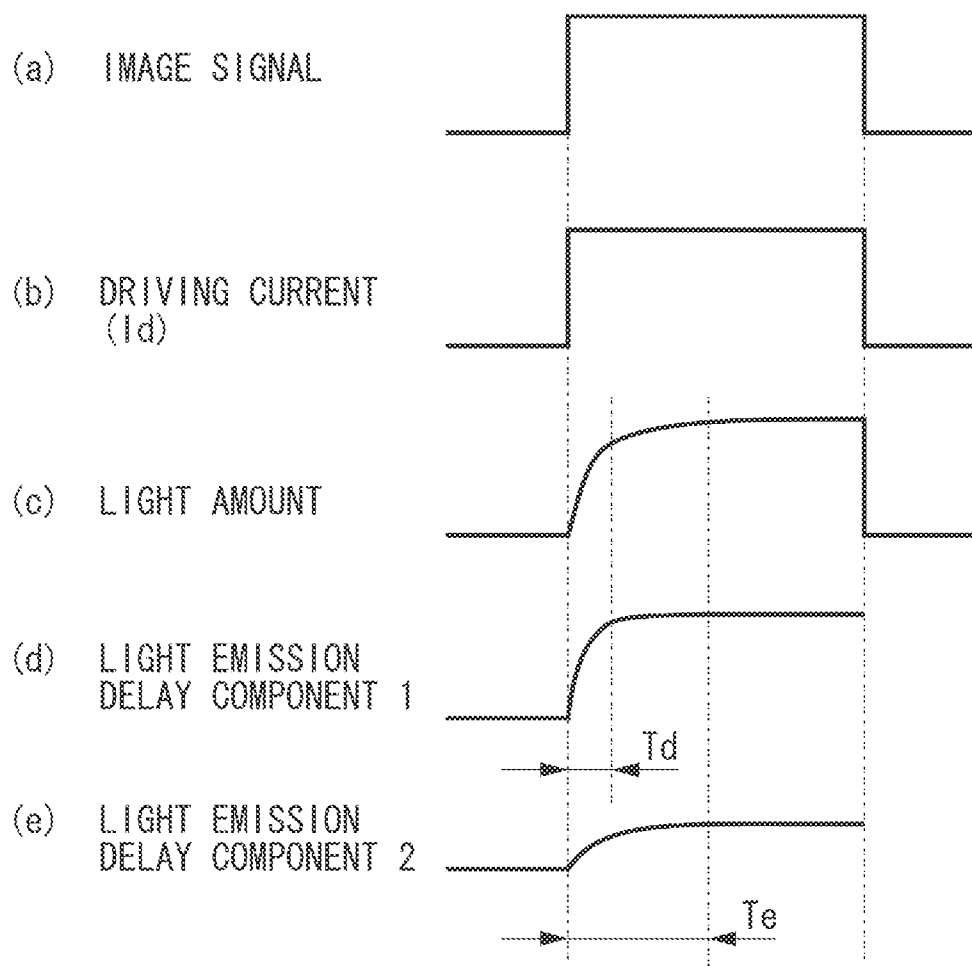 (a) IMAGE SIGNAL
(b) DRIVING CURRENT
(Id)
(c) LIGHT AMOUNT
(d) LIGHT EMISSION
DELAY COMPONENT 1
Td
(e) LIGHT EMISSION
DELAY COMPONENT 2
Te